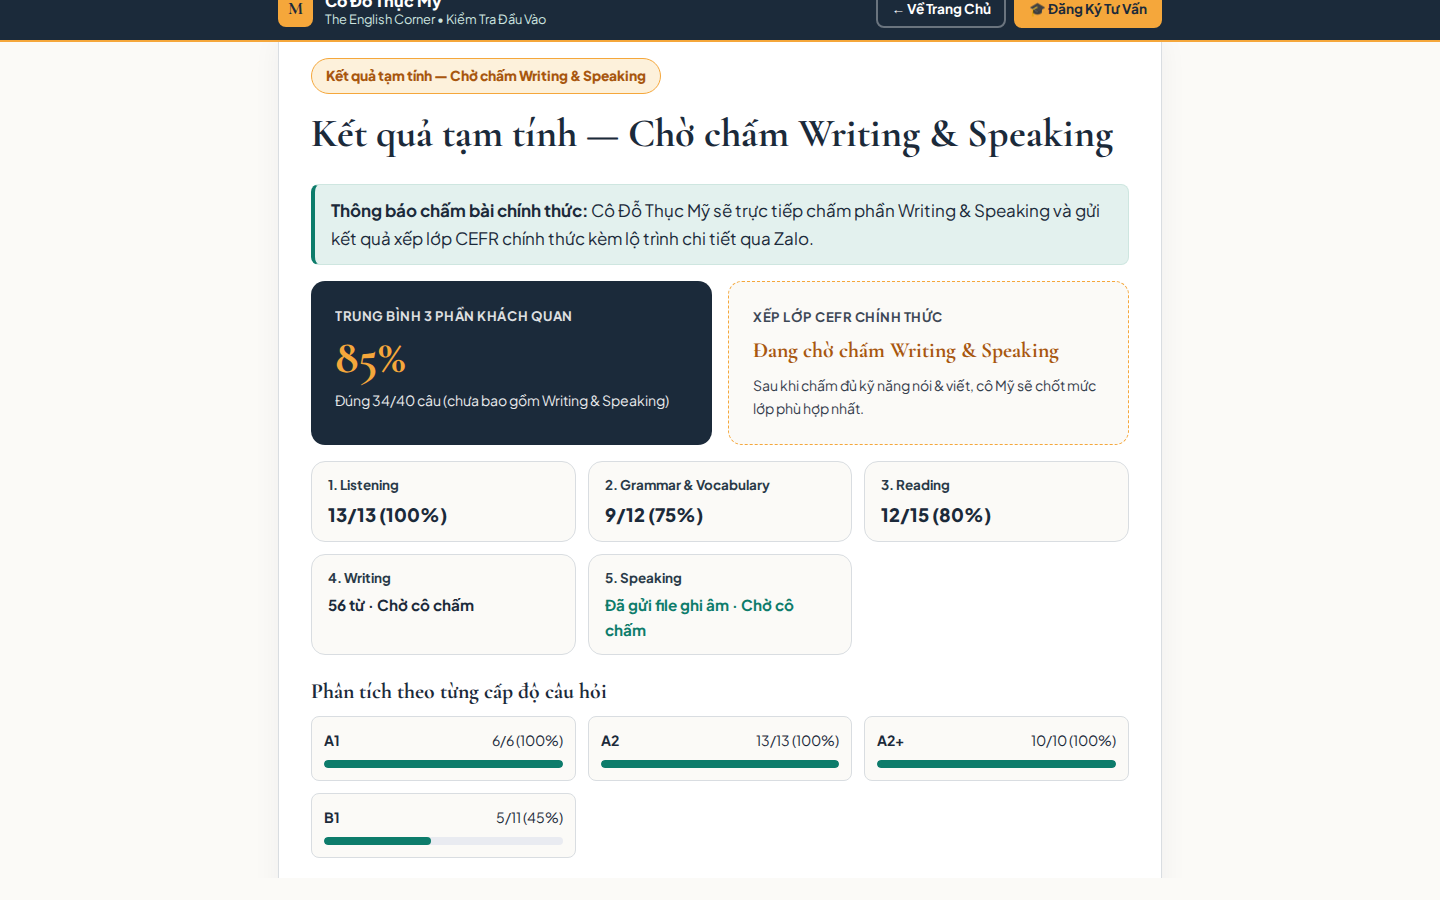 M
Cô Đỗ Thục Mỹ
The English Corner • Kiểm Tra Đầu Vào
← Về Trang Chủ
🎓 Đăng Ký Tư Vấn
Kết quả tạm tính — Chờ chấm Writing & Speaking
Kết quả tạm tính — Chờ chấm Writing & Speaking
Thông báo chấm bài chính thức: Cô Đỗ Thục Mỹ sẽ trực tiếp chấm phần Writing & Speaking và gửi
kết quả xếp lớp CEFR chính thức kèm lộ trình chi tiết qua Zalo.
TRUNG BÌNH 3 PHẦN KHÁCH QUAN
85%
Đúng 34/40 câu (chưa bao gồm Writing & Speaking)
XẾP LỚP CEFR CHÍNH THỨC
Đang chờ chấm Writing & Speaking
Sau khi chấm đủ kỹ năng nói & viết, cô Mỹ sẽ chốt mức
lớp phù hợp nhất.
1. Listening
13/13 (100%)
2. Grammar & Vocabulary
9/12 (75%)
3. Reading
12/15 (80%)
4. Writing
56 từ · Chờ cô chấm
5. Speaking
Đã gửi file ghi âm · Chờ cô
chấm
Phân tích theo từng cấp độ câu hỏi
A1
6/6 (100%)
A2
13/13 (100%)
A2+
10/10 (100%)
B1
5/11 (45%)